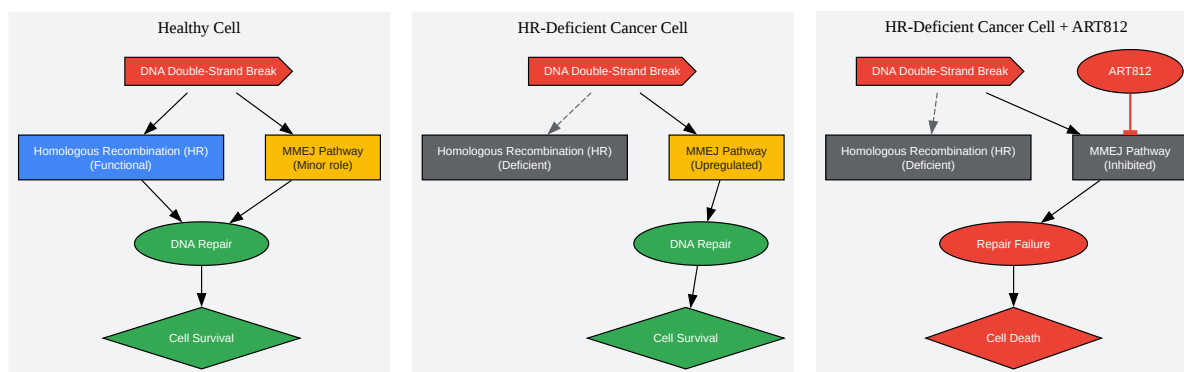 Healthy Cell
DNA Double-Strand Break
Homologous Recombination (HR)
(Functional)
MMEJ Pathway
(Minor role)
DNA Repair
Cell Survival
HR-Deficient Cancer Cell
DNA Double-Strand Break
Homologous Recombination (HR)
(Deficient)
MMEJ Pathway
(Upregulated)
DNA Repair
Cell Survival
HR-Deficient Cancer Cell + ART812
DNA Double-Strand Break
ART812
Homologous Recombination (HR)
(Deficient)
MMEJ Pathway
(Inhibited)
Repair Failure
Cell Death